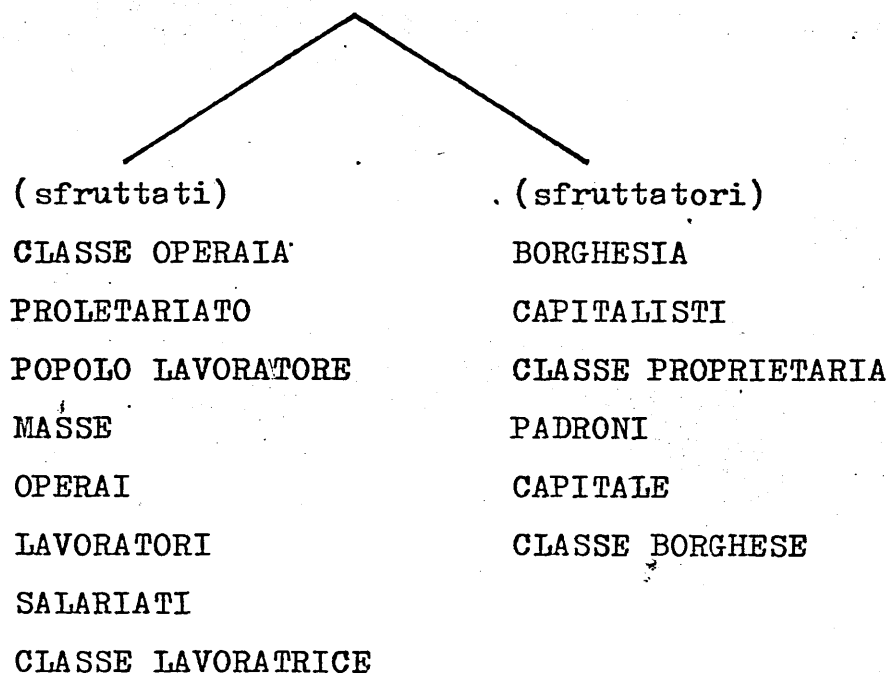 (sfruttati)
CLASSE OPERAIA
PROLETARIATO
POPOLO LAVORATORE
MASSE
OPERAI
LAVORATORI
SALARIATI
CLASSE LAVORATRICE
(sfruttatori)
BORGHESIA
CAPITALISTI
CLASSE PROPRIETARIA
PADRONI
CAPITALE
CLASSE BORGHESE